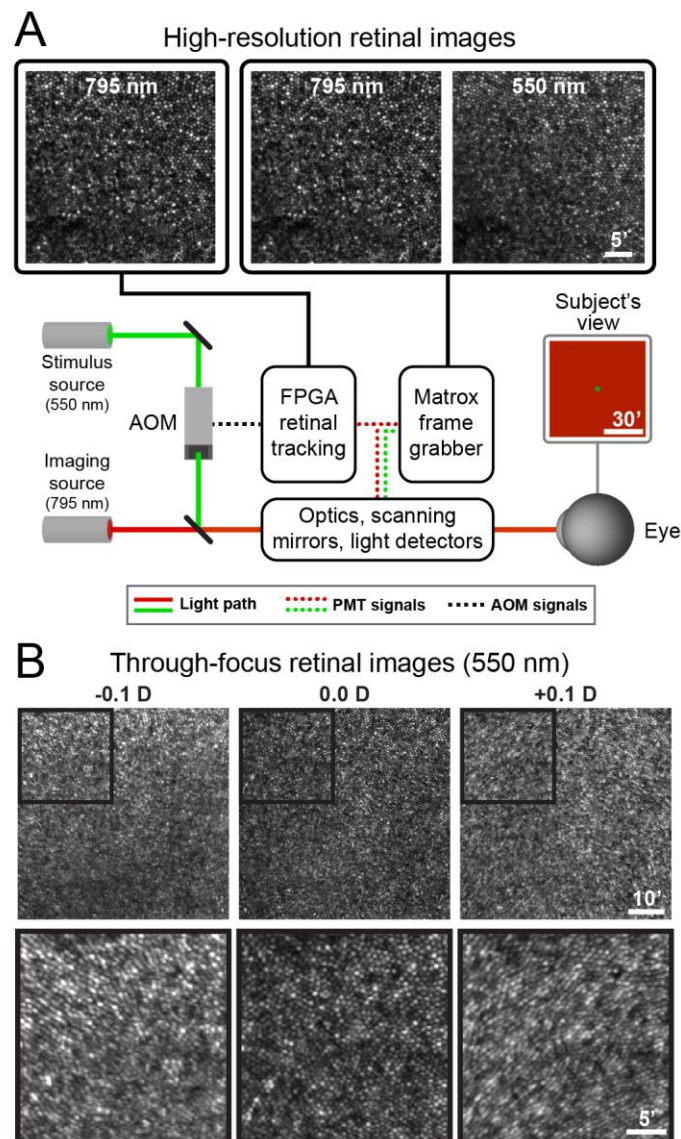 A
High-resolution retinal images
795 nm
795 nm
550 nm
5'
Stimulus
source
(550 nm)
AOM
FPGA
retinal
tracking
Matrox
frame
grabber
Subject's
view
30'
Imaging
source
(795 nm)
Optics, scanning
mirrors, light detectors
Eye
Light path
PMT signals
AOM signals
B
Through-focus retinal images (550 nm)
-0.1 D
0.0 D
+0.1 D
10'
5'